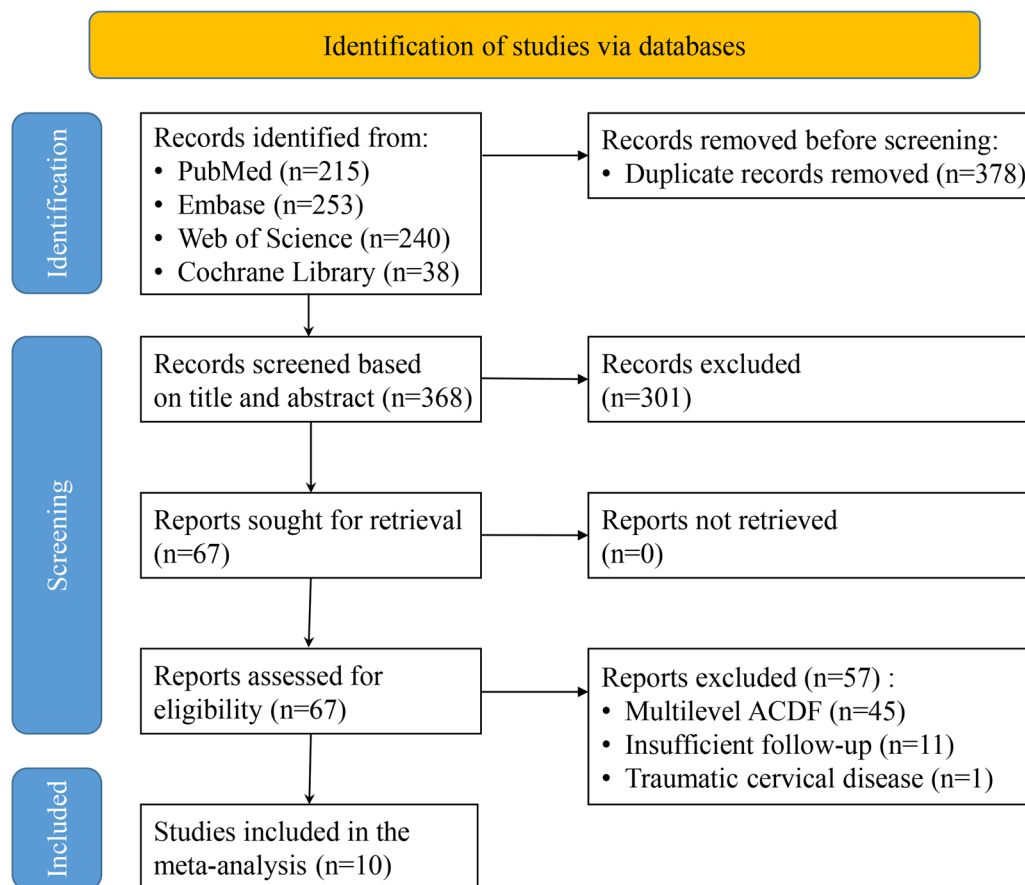 Identification of studies via databases
Identification
Records identified from:
• PubMed (n=215)
• Embase (n=253)
• Web of Science (n=240)
• Cochrane Library (n=38)
Records removed before screening:
• Duplicate records removed (n=378)
Screening
Records screened based
on title and abstract (n=368)
Records excluded
(n=301)
Reports sought for retrieval
(n=67)
Reports not retrieved
(n=0)
Reports assessed for
eligibility (n=67)
Reports excluded (n=57) :
• Multilevel ACDF (n=45)
• Insufficient follow-up (n=11)
• Traumatic cervical disease (n=1)
Included
Studies included in the
meta-analysis (n=10)